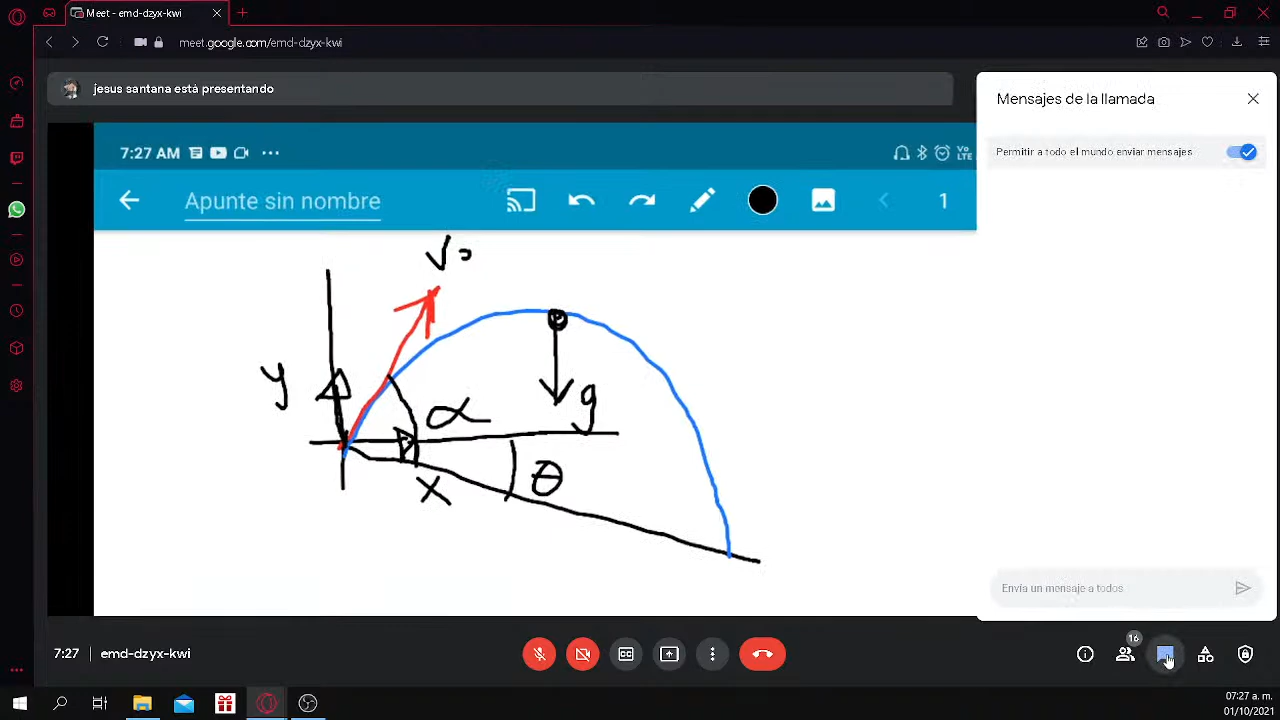 Meet - emd-dzyx-kwi
meet.google.com/emd-dzyx-kwi
jesus santana está presentando
7:27 AM
Vo
LTE
Apunte sin nombre
1
V₀
y
α
g
θ
x
Mensajes de la llamada
Permitir a todo el mundo enviar mensajes
Envía un mensaje a todos
7:27
emd-dzyx-kwi
16
07:27 a. m.
01/10/2021